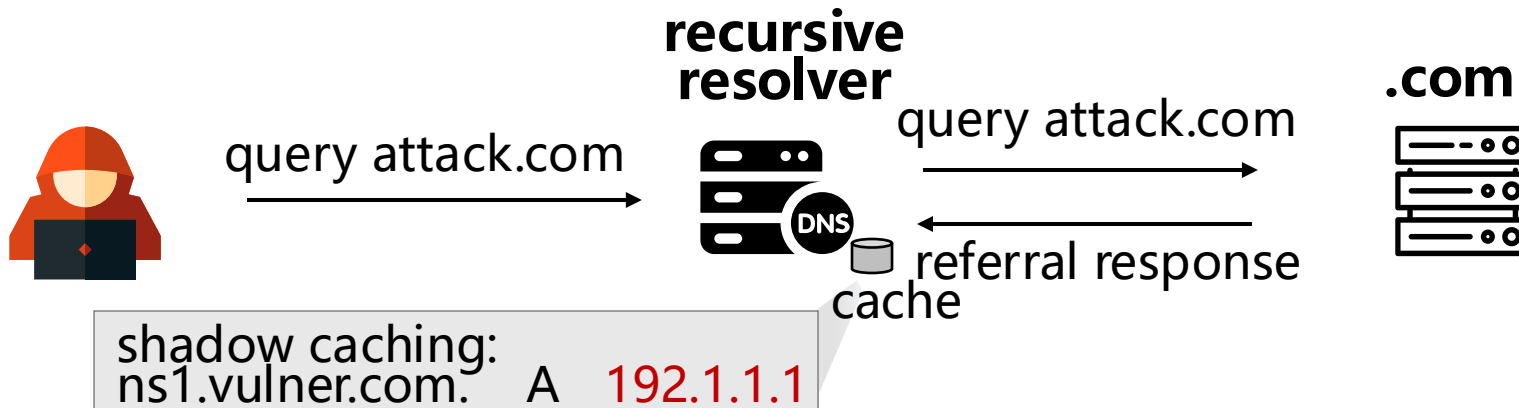 recursive
resolver
.com
query attack.com
query attack.com
DNS
referral response
cache
shadow caching:
ns1.vulner.com. A 192.1.1.1